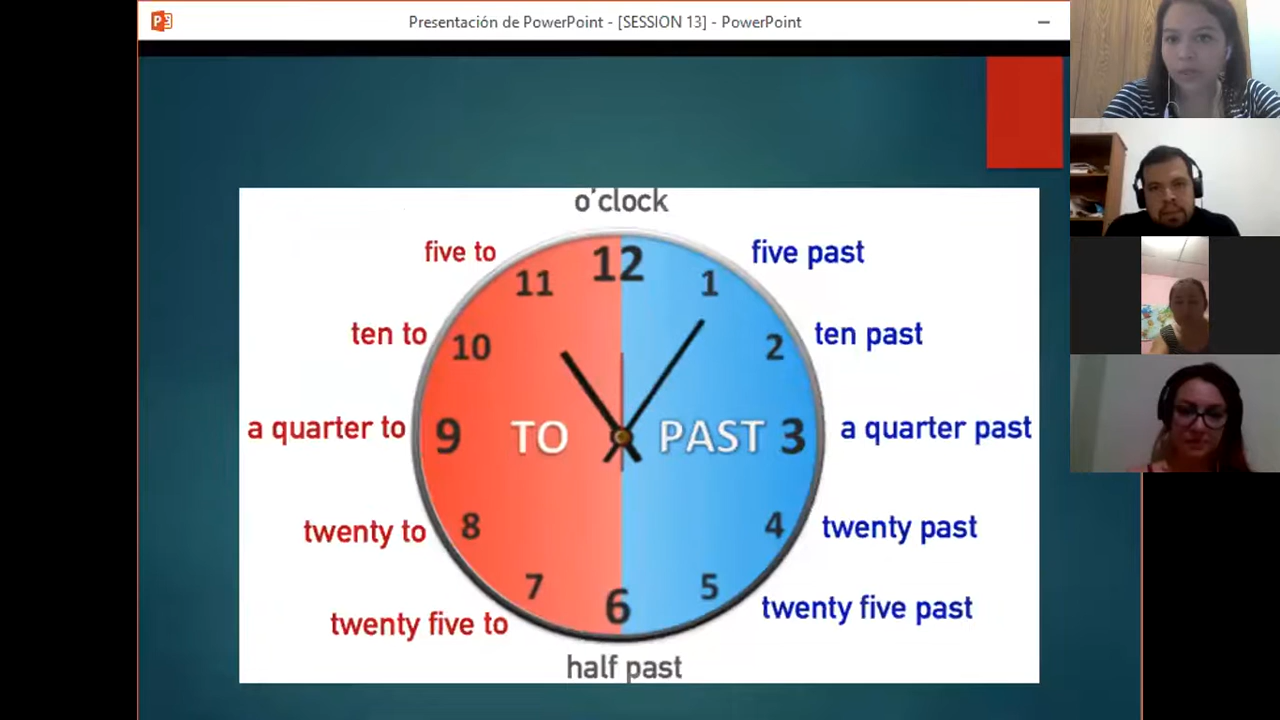 Presentación de PowerPoint - [SESSION 13] - PowerPoint
o'clock
five to
12
five past
11
1
ten to
10
2
ten past
a quarter to
9
TO
PAST
3
a quarter past
twenty to
8
4
twenty past
7
6
5
twenty five to
twenty five past
half past